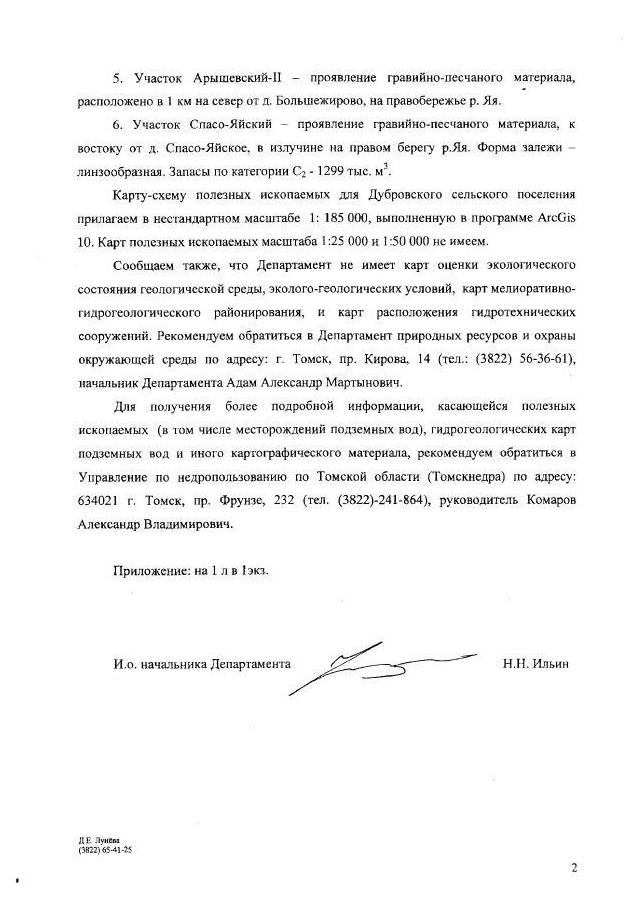 5. Участок Арышевский-II – проявление гравийно-песчаного материала,
расположено в 1 км на север от д. Большежирово, на правобережье р. Яя.
6. Участок Спасо-Яйский – проявление гравийно-песчаного материала, к
востоку от д. Спасо-Яйское, в излучине на правом берегу р.Яя. Форма залежи –
линзообразная. Запасы по категории С₂ - 1299 тыс. м³.
Карту-схему полезных ископаемых для Дубровского сельского поселения
прилагаем в нестандартном масштабе 1: 185 000, выполненную в программе ArcGis
10. Карт полезных ископаемых масштаба 1:25 000 и 1:50 000 не имеем.
Сообщаем также, что Департамент не имеет карт оценки экологического
состояния геологической среды, эколого-геологических условий, карт мелиоративно-
гидрогеологического районирования, и карт расположения гидротехнических
сооружений. Рекомендуем обратиться в Департамент природных ресурсов и охраны
окружающей среды по адресу: г. Томск, пр. Кирова, 14 (тел.: (3822) 56-36-61),
начальник Департамента Адам Александр Мартынович.
Для получения более подробной информации, касающейся полезных
ископаемых (в том числе месторождений подземных вод), гидрогеологических карт
подземных вод и иного картографического материала, рекомендуем обратиться в
Управление по недропользованию по Томской области (Томскнедра) по адресу:
634021 г. Томск, пр. Фрунзе, 232 (тел. (3822)-241-864), руководитель Комаров
Александр Владимирович.
Приложение: на 1 л в 1экз.
И.о. начальника Департамента Н.Н. Ильин
Д.Е. Лунёва
(3822) 65-41-25
2